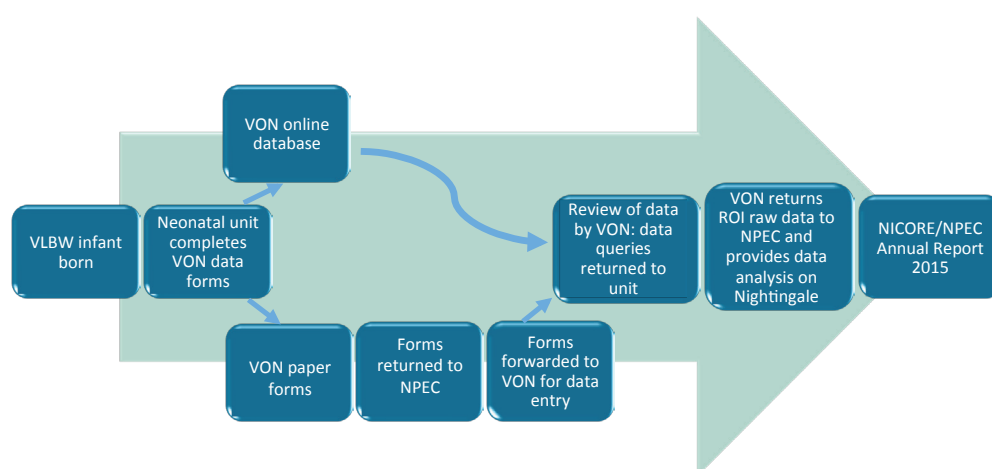 VON online
database
VLBW infant
born
Neonatal unit
completes
VON data
forms
VON paper
forms
Forms
returned to
NPEC
Forms
forwarded to
VON for data
entry
Review of data
by VON: data
queries
returned to
unit
VON returns
ROI raw data to
NPEC and
provides data
analysis on
Nightingale
NICORE/NPEC
Annual Report
2015